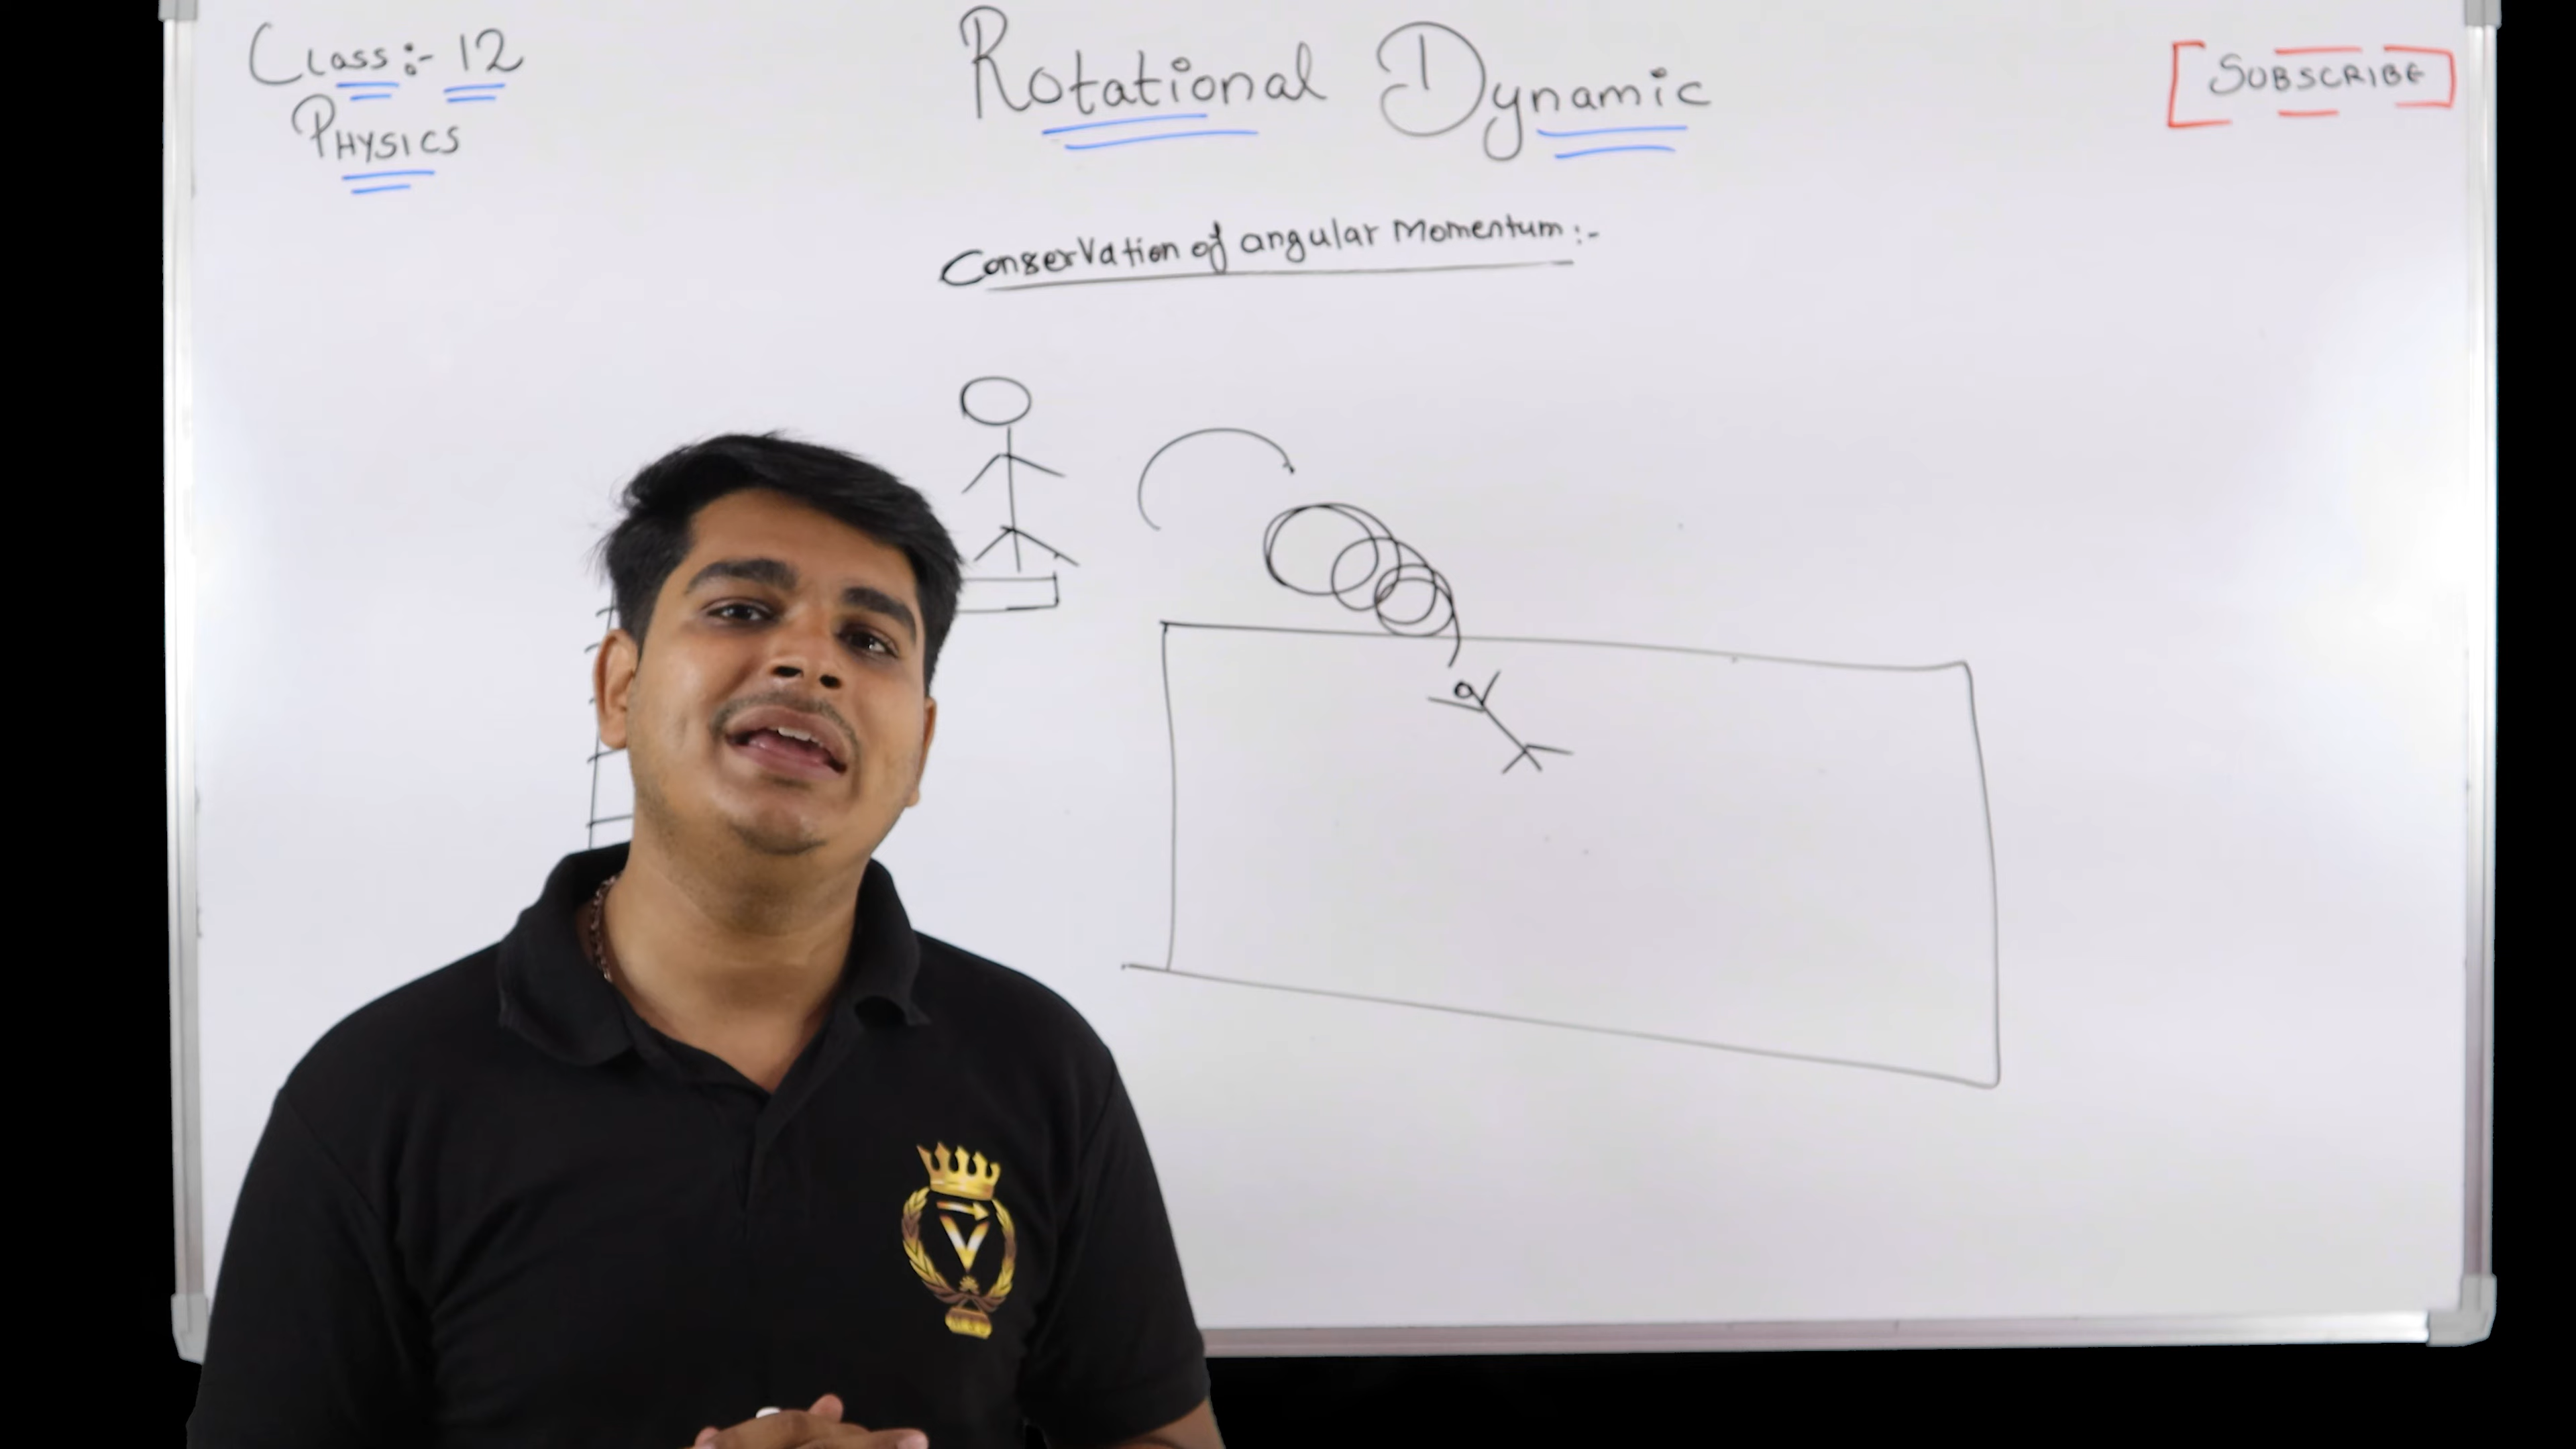 Class:- 12
PHYSICS
Rotational Dynamic
SUBSCRIBE
Conservation of angular Momentum:-
V